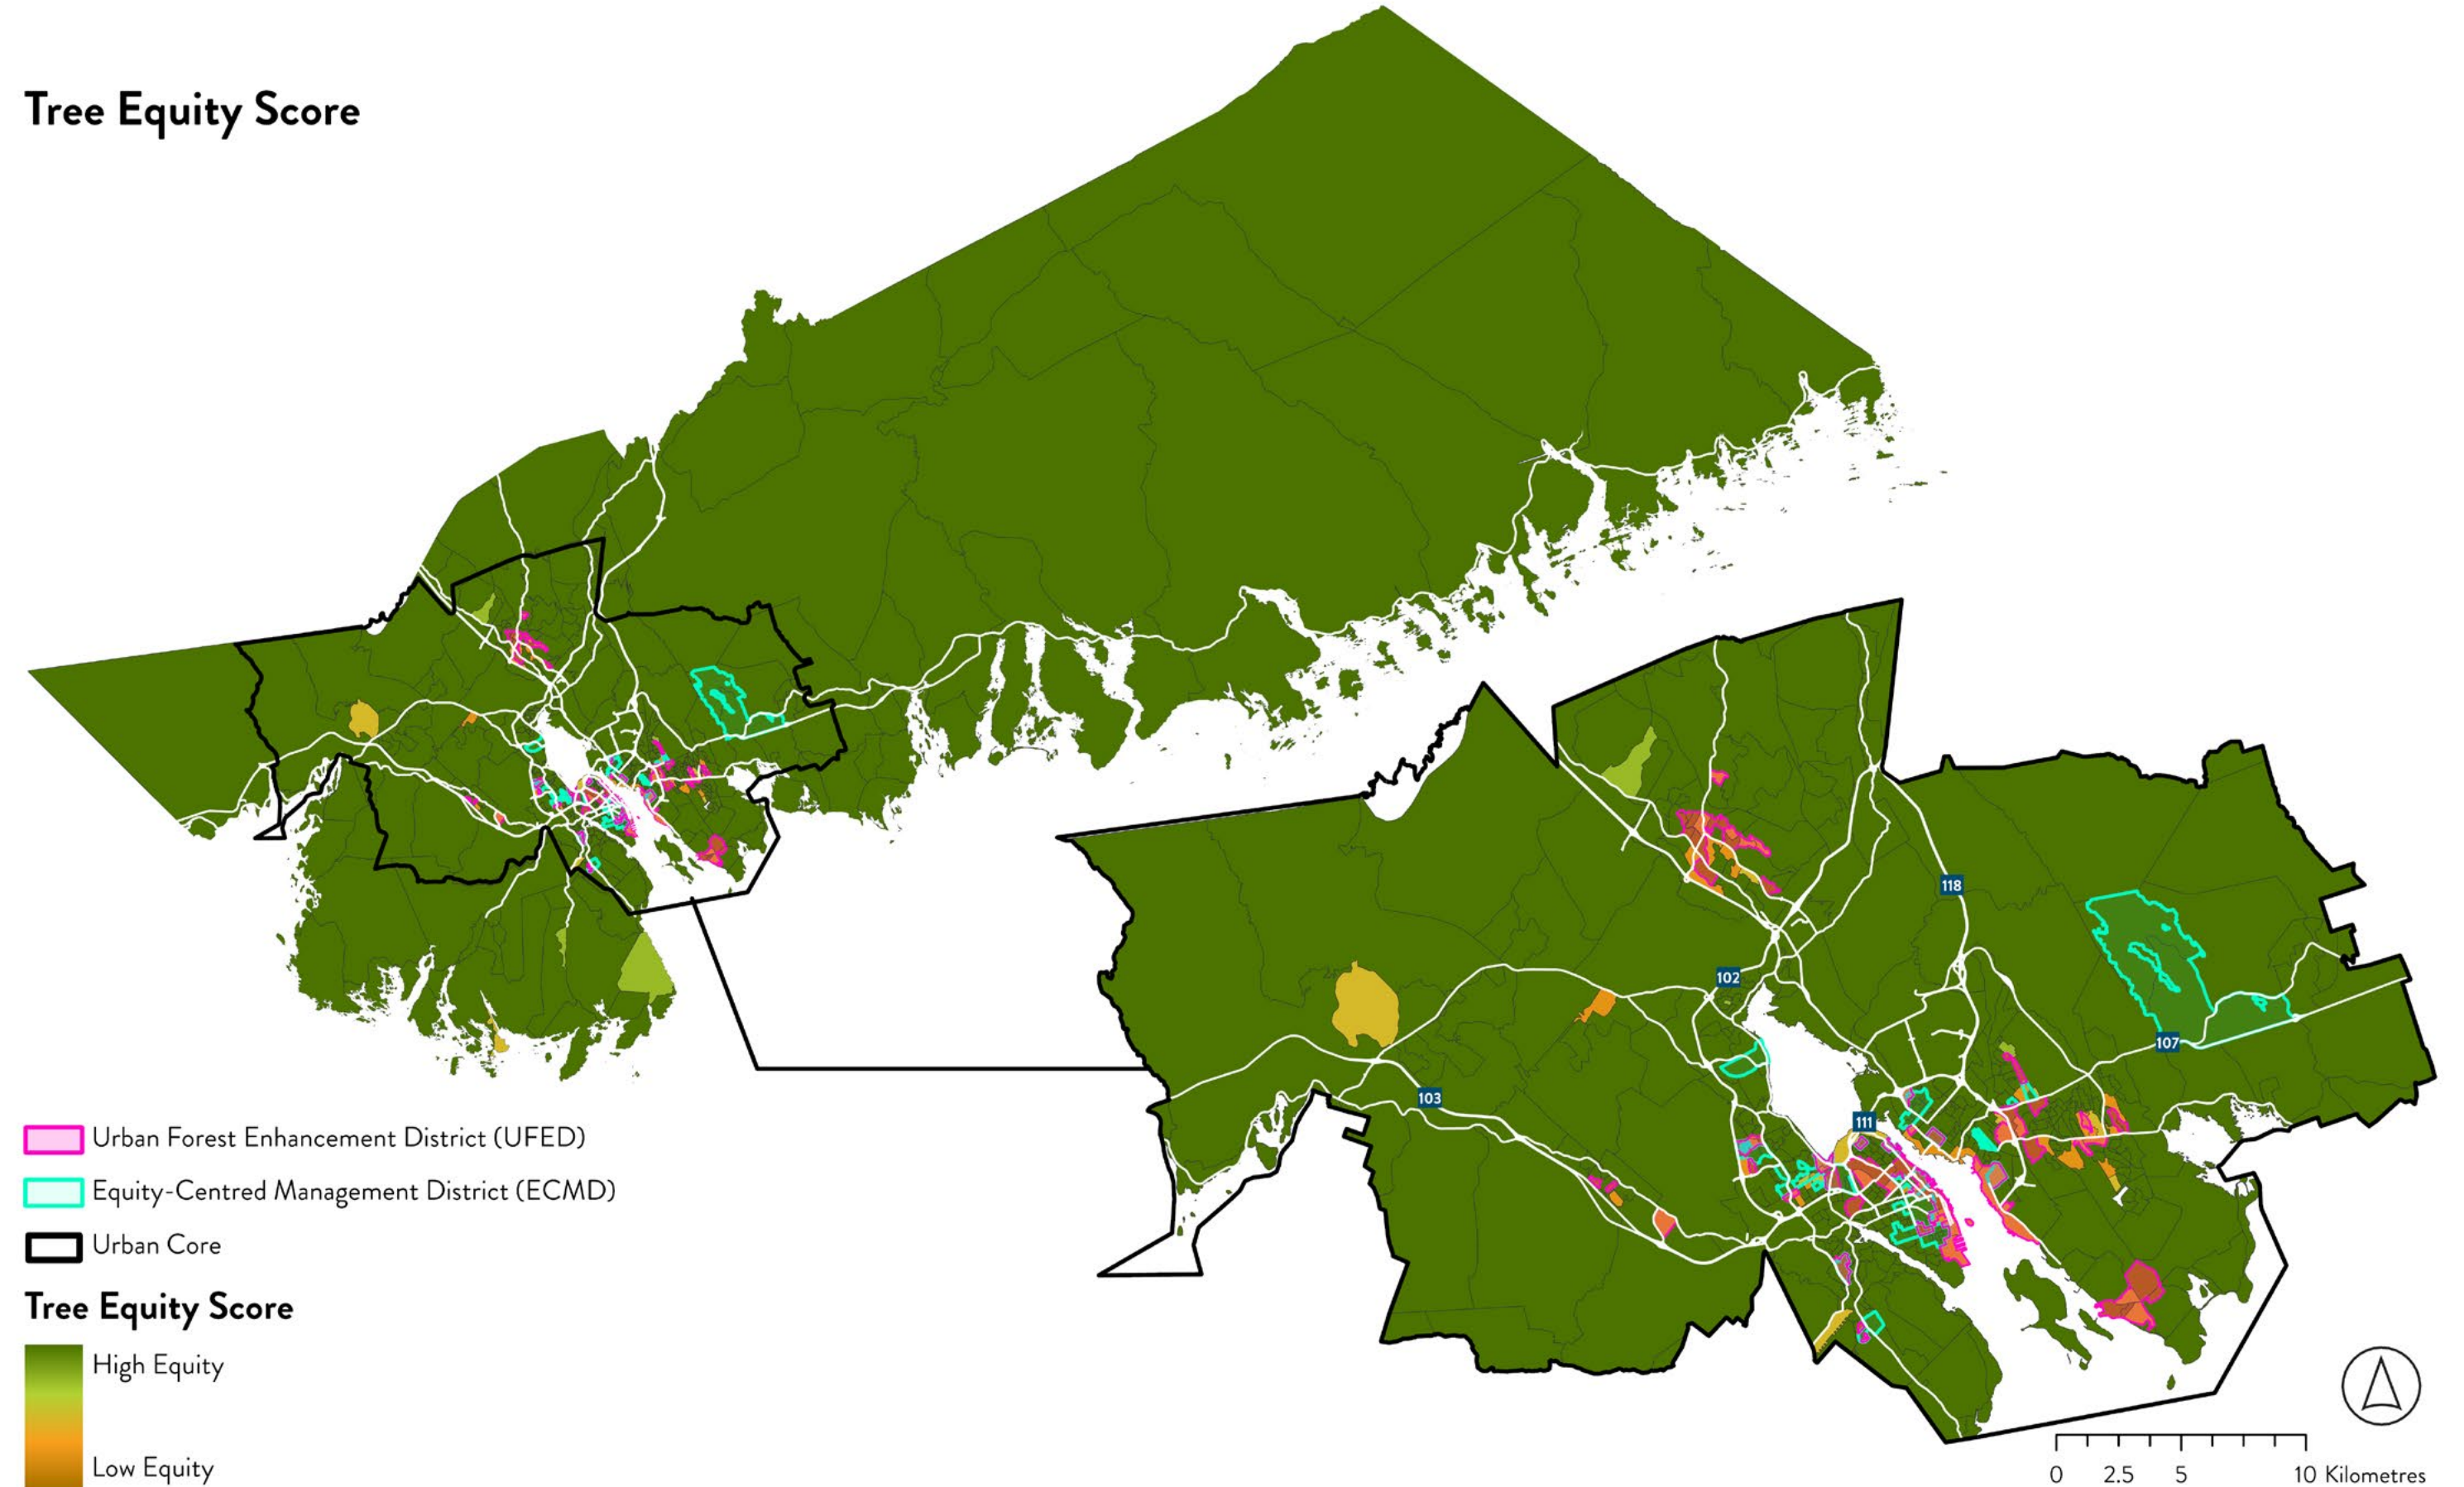 Tree Equity Score
118
102
107
103
111
Urban Forest Enhancement District (UFED)
Equity-Centred Management District (ECMD)
Urban Core
Tree Equity Score
High Equity
Low Equity
0 2.5 5 10 Kilometres